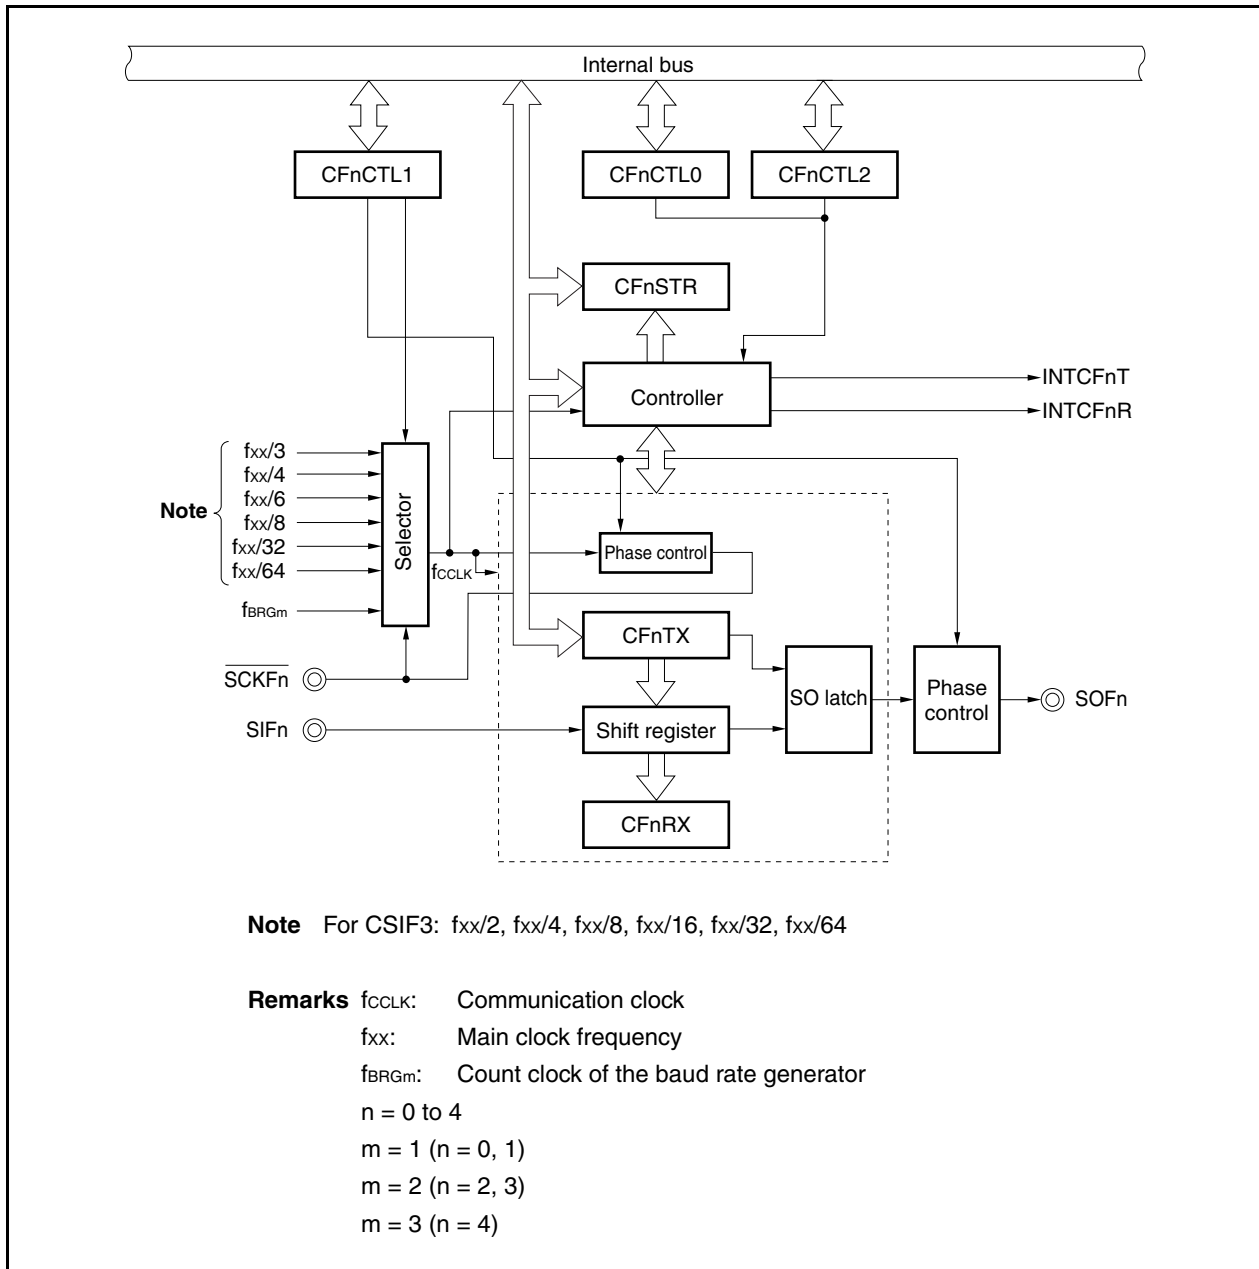 Internal bus
CFnCTL1
CFnCTL0
CFnCTL2
CFnSTR
Controller
INTCFnT
INTCFnR
Note
fxx/3
fxx/4
fxx/6
fxx/8
fxx/32
fxx/64
fBRGm
Selector
fCCLK
Phase control
SCKFn
SIFn
CFnTX
Shift register
CFnRX
SO latch
Phase
control
SOFn
Note For CSIF3: fxx/2, fxx/4, fxx/8, fxx/16, fxx/32, fxx/64
Remarks fCCLK: Communication clock
fxx: Main clock frequency
fBRGm: Count clock of the baud rate generator
n = 0 to 4
m = 1 (n = 0, 1)
m = 2 (n = 2, 3)
m = 3 (n = 4)